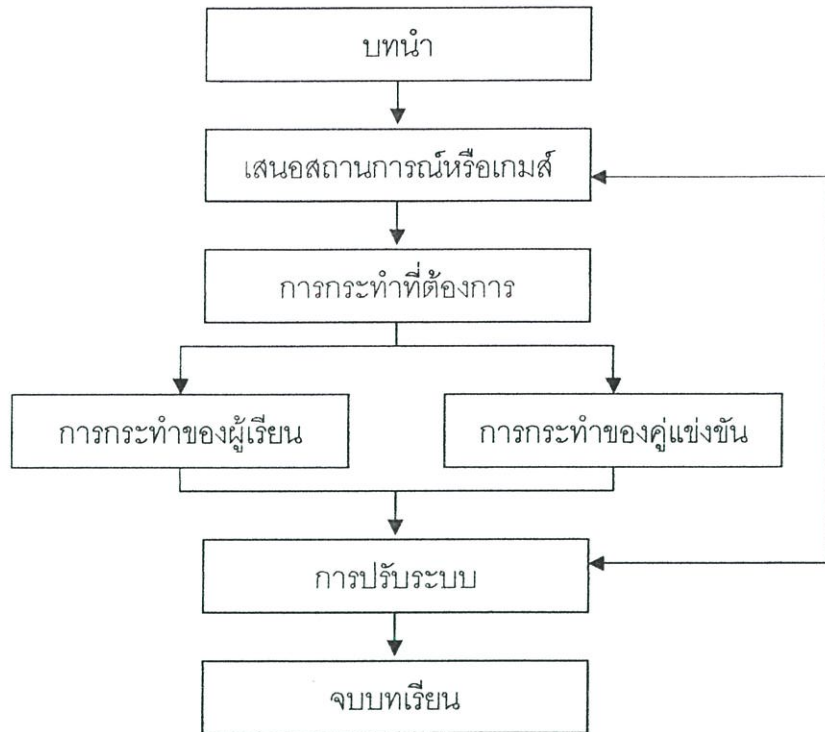 บทนำ
เสนอสถานการณ์หรือเกมส์
การกระทำที่ต้องการ
การกระทำของผู้เรียน
การกระทำของคู่แข่งขัน
การปรับระบบ
จบบทเรียน